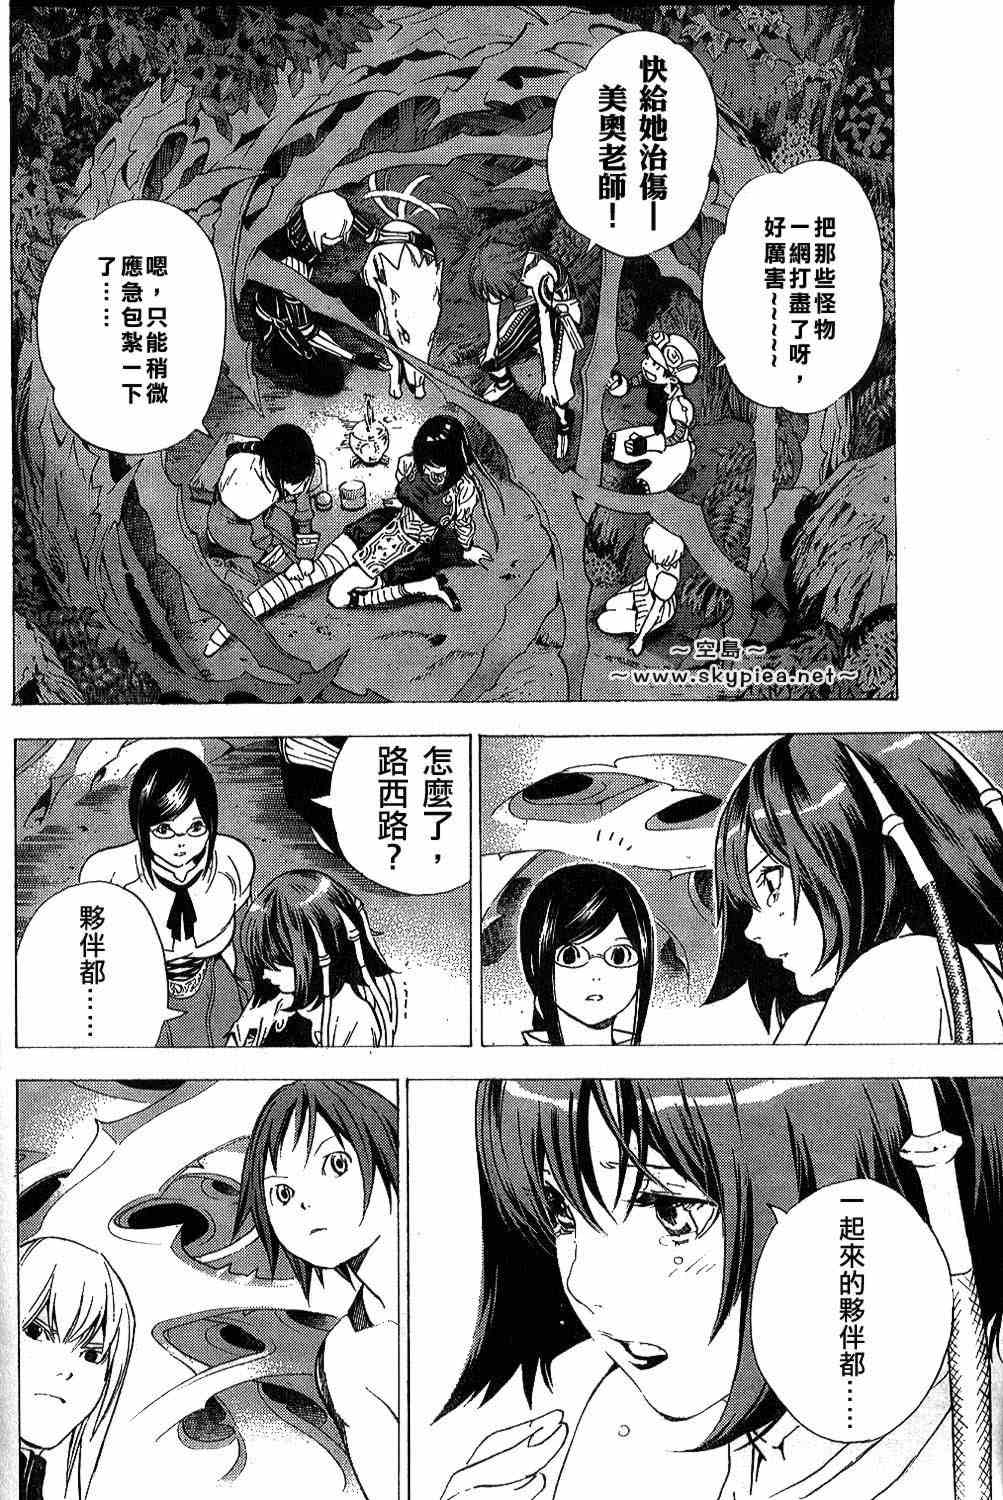 把那些怪物
一網打盡了呀，
好厲害~~~~~
快給她治傷—
美奧老師！
嗯，只能稍微
應急包紮一下
了……
～空島～
～www.skypiea.net～
怎麼了，
路西路？
夥伴都……
一起來的夥伴都……